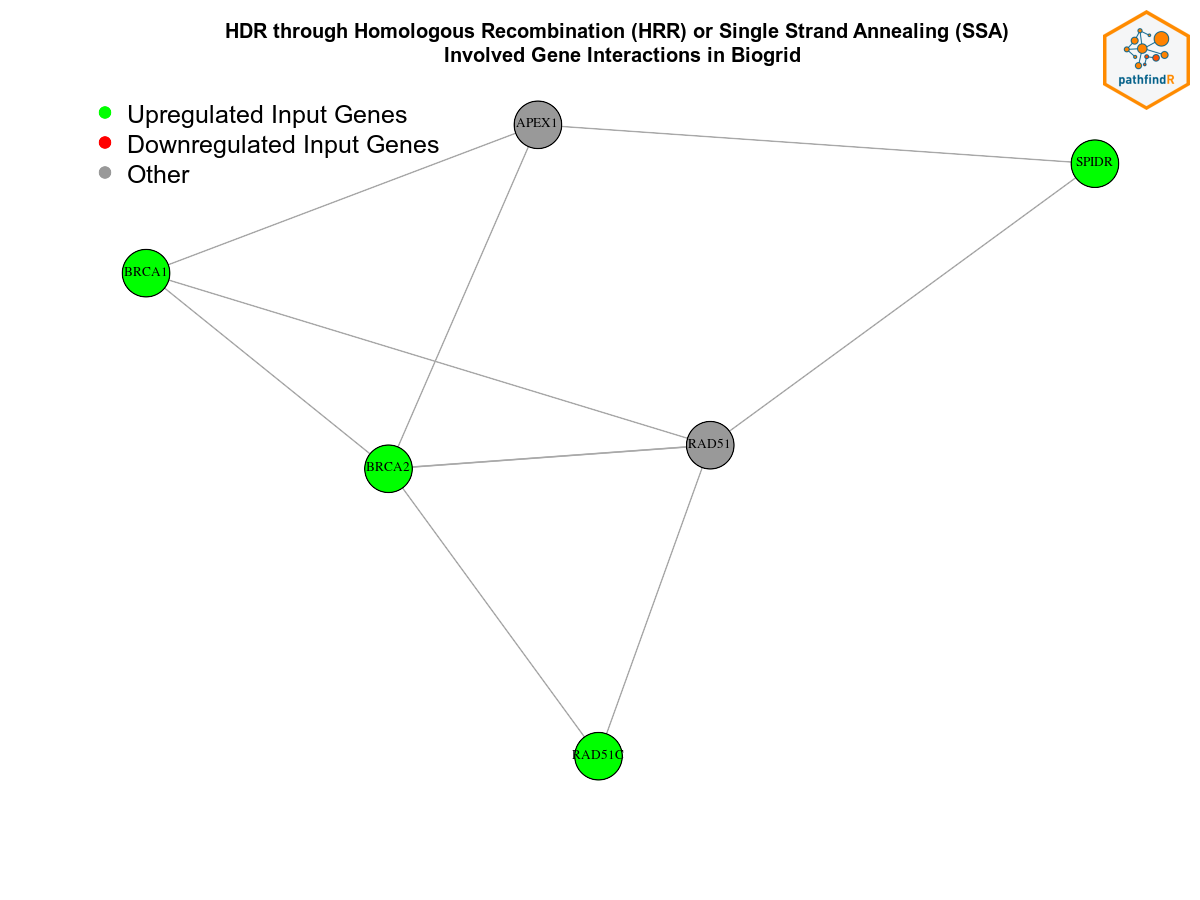 HDR through Homologous Recombination (HRR) or Single Strand Annealing (SSA)
Involved Gene Interactions in Biogrid
pathfindR
Upregulated Input Genes
Downregulated Input Genes
Other
APEX1
SPIDR
BRCA1
RAD51
BRCA2
RAD51C